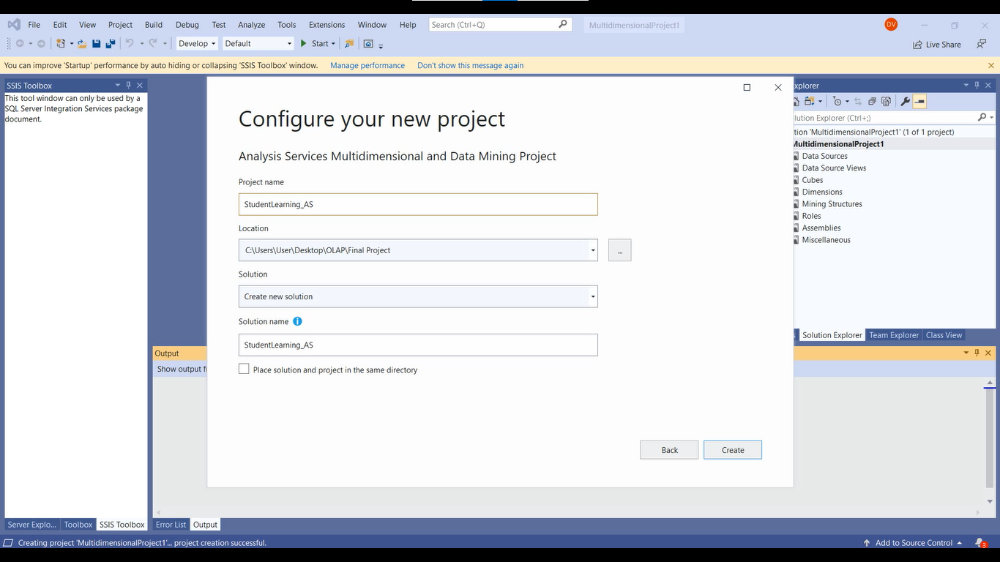 File Edit View Project Build Debug Test Analyze Tools Extensions Window Help Search (Ctrl+Q) MultidimensionalProject1 DV
Develop Default Start Live Share
You can improve 'Startup' performance by auto hiding or collapsing 'SSIS Toolbox' window. Manage performance Don't show this message again
SSIS Toolbox
This tool window can only be used by a
SQL Server Integration Services package
document.
Configure your new project
Analysis Services Multidimensional and Data Mining Project
Project name
StudentLearning_AS
Location
C:\Users\User\Desktop\OLAP\Final Project
...
Solution
Create new solution
Solution name
StudentLearning_AS
Place solution and project in the same directory
Back Create
xplorer
lution Explorer (Ctrl+;)
tion 'MultidimensionalProject1' (1 of 1 project)
MultidimensionalProject1
Data Sources
Data Source Views
Cubes
Dimensions
Mining Structures
Roles
Assemblies
Miscellaneous
Solution Explorer Team Explorer Class View
Output
Show output f
Server Explo... Toolbox SSIS Toolbox Error List Output
Creating project 'MultidimensionalProject1'... project creation successful. Add to Source Control 3